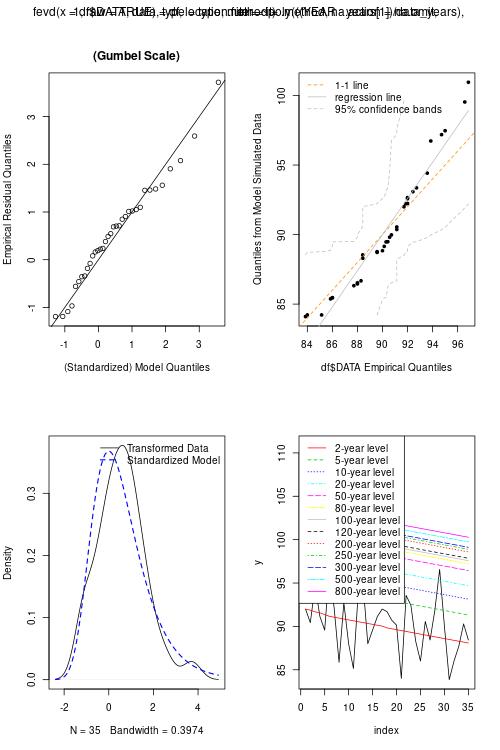 (Gumbel Scale)
Empirical Residual Quantiles
-1 0 1 2 3
-1 0 1 2 3
(Standardized) Model Quantiles
1-1 line
regression line
95% confidence bands
Quantiles from Model Simulated Data
85 90 95 100
84 86 88 90 92 94 96
df$DATA Empirical Quantiles
Transformed Data
Standardized Model
Density
0.0 0.1 0.2 0.3
-2 0 2 4
N = 35 Bandwidth = 0.3974
2-year level
5-year level
10-year level
20-year level
50-year level
80-year level
100-year level
120-year level
200-year level
250-year level
300-year level
500-year level
800-year level
y
85 90 95 100 105 110
0 5 10 15 20 25 30 35
index